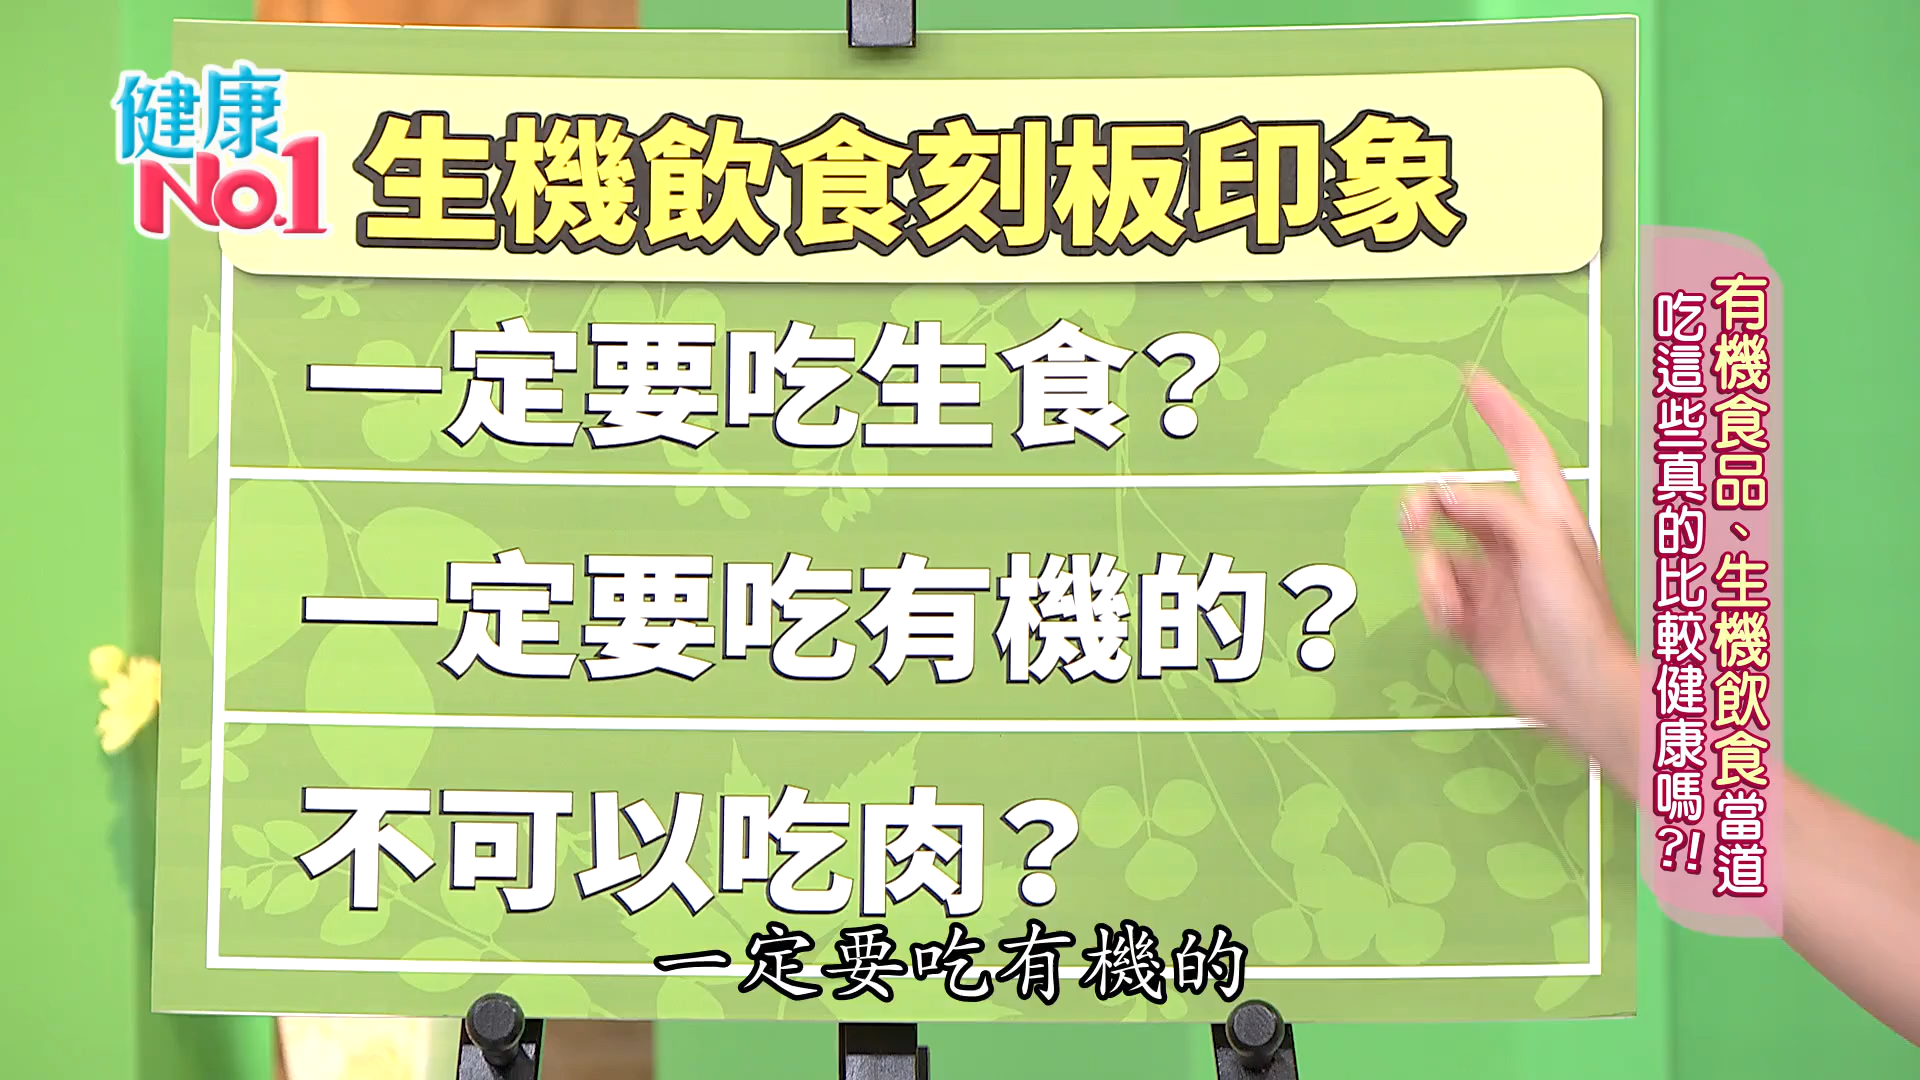 健康
No.1
生機飲食刻板印象
一定要吃生食？
一定要吃有機的？
不可以吃肉？
有機食品、生機飲食當道
吃這些真的比較健康嗎?!
一定要吃有機的